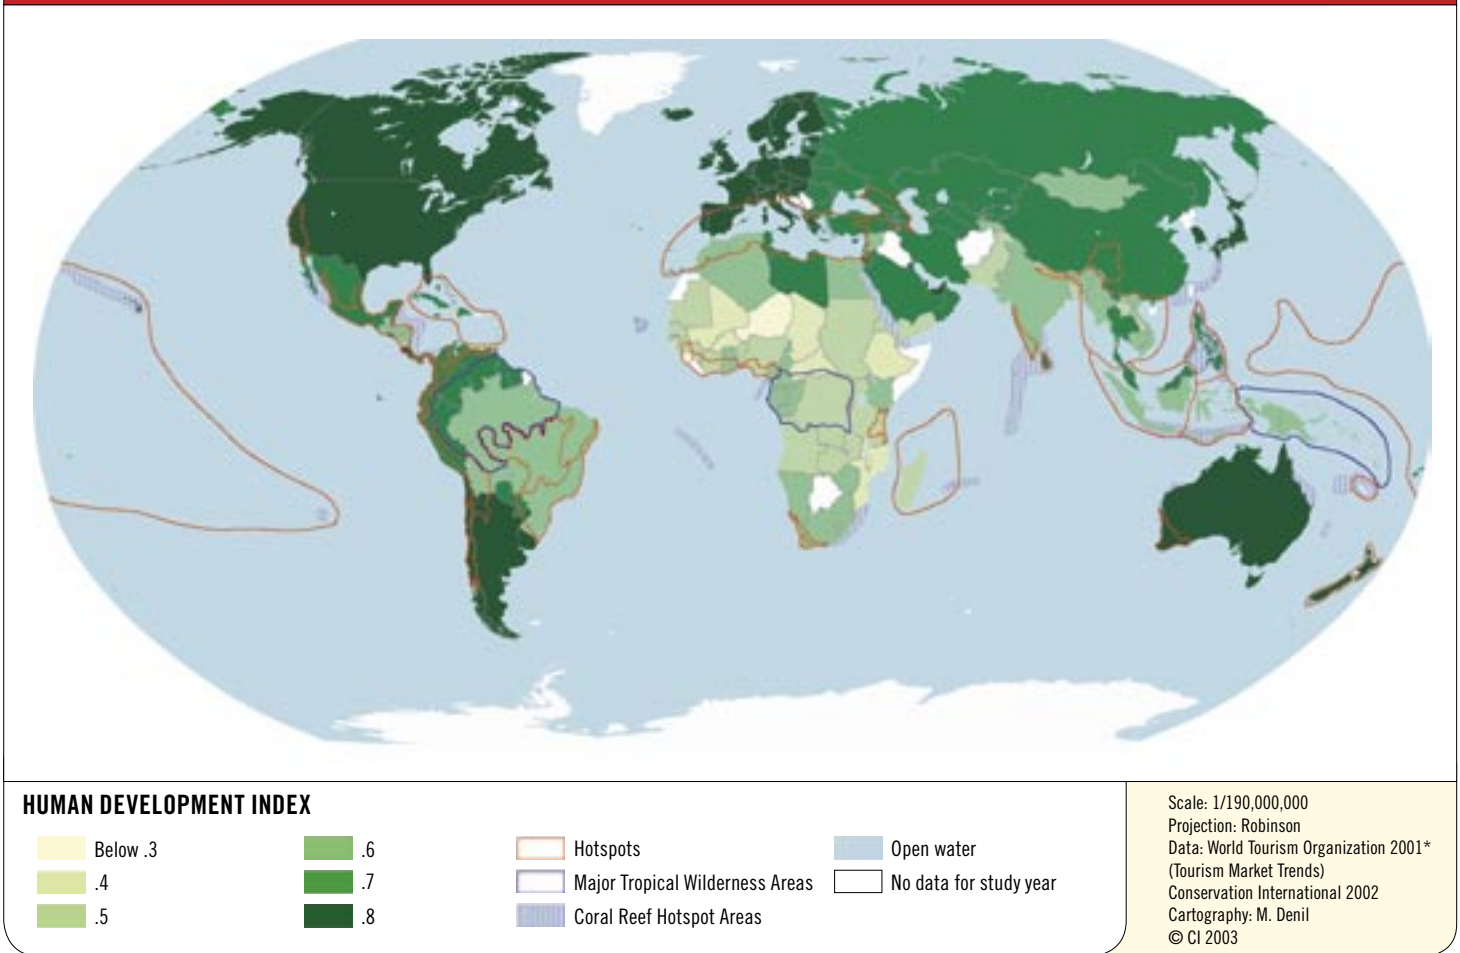 HUMAN DEVELOPMENT INDEX
Below .3
.4
.5
.6
.7
.8
Hotspots
Major Tropical Wilderness Areas
Coral Reef Hotspot Areas
Open water
No data for study year
Scale: 1/190,000,000
Projection: Robinson
Data: World Tourism Organization 2001*
(Tourism Market Trends)
Conservation International 2002
Cartography: M. Denil
© CI 2003